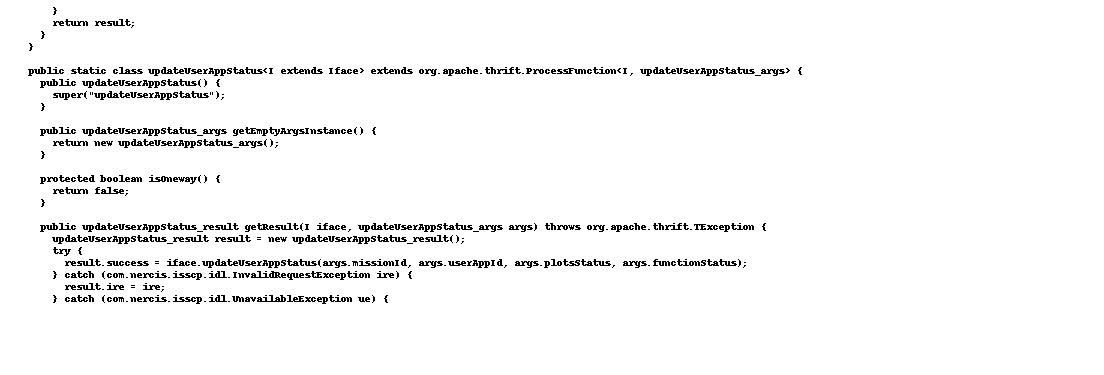 }
return result;
}
}
public static class updateUserAppStatus<I extends Iface> extends org.apache.thrift.ProcessFunction<I, updateUserAppStatus_args> {
public updateUserAppStatus() {
super("updateUserAppStatus");
}
public updateUserAppStatus_args getEmptyArgsInstance() {
return new updateUserAppStatus_args();
}
protected boolean isOneway() {
return false;
}
public updateUserAppStatus_result getResult(I iface, updateUserAppStatus_args args) throws org.apache.thrift.TException {
updateUserAppStatus_result result = new updateUserAppStatus_result();
try {
result.success = iface.updateUserAppStatus(args.missionId, args.userAppId, args.plotsStatus, args.functionStatus);
} catch (com.nercis.isscp.idl.InvalidRequestException ire) {
result.ire = ire;
} catch (com.nercis.isscp.idl.UnavailableException ue) {